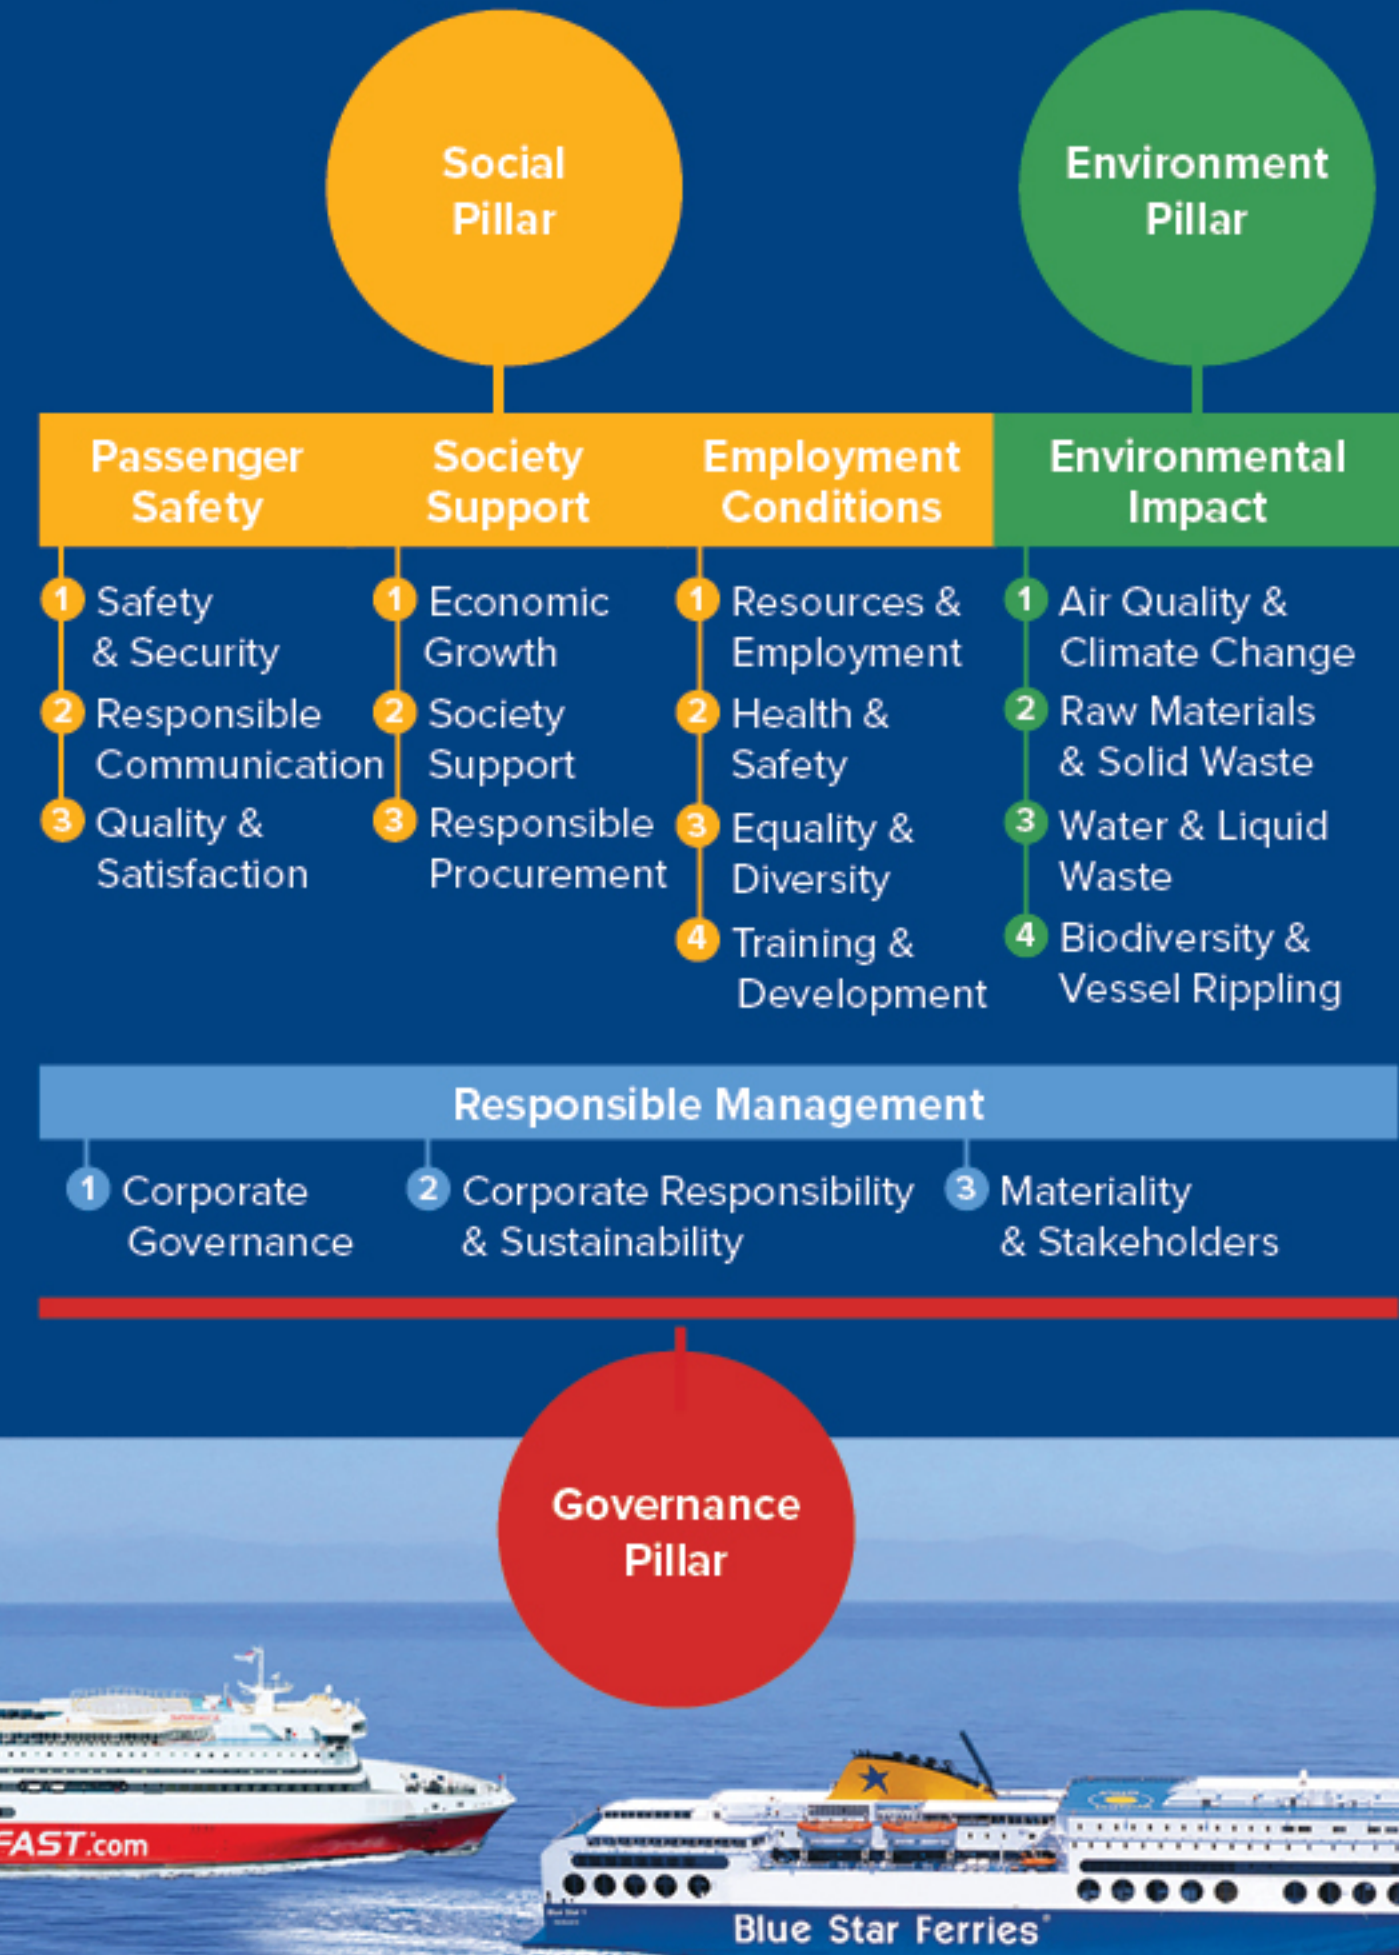 Social
Pillar
Environment
Pillar
Passenger
Safety
Society
Support
Employment
Conditions
Environmental
Impact
1 Safety
& Security
2 Responsible
Communication
3 Quality &
Satisfaction
1 Economic
Growth
2 Society
Support
3 Responsible
Procurement
1 Resources &
Employment
2 Health &
Safety
3 Equality &
Diversity
4 Training &
Development
1 Air Quality &
Climate Change
2 Raw Materials
& Solid Waste
3 Water & Liquid
Waste
4 Biodiversity &
Vessel Rippling
Responsible Management
1 Corporate
Governance
2 Corporate Responsibility
& Sustainability
3 Materiality
& Stakeholders
Governance
Pillar
FAST.com
Blue Star Ferries